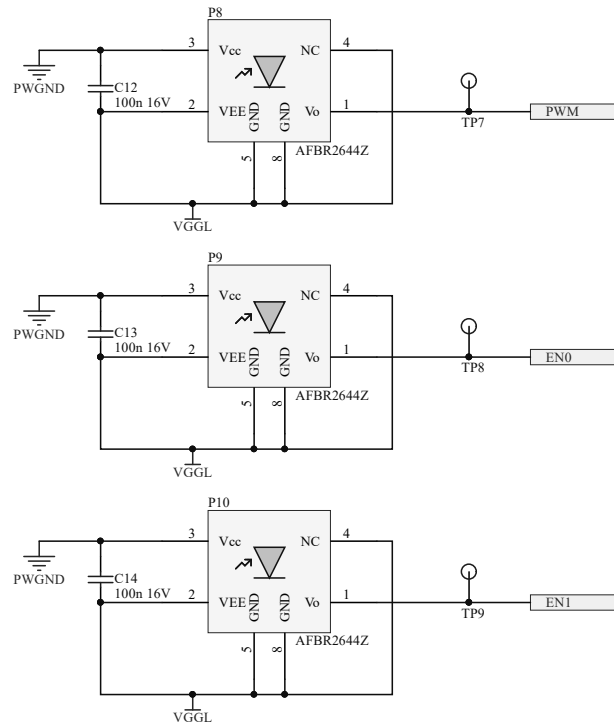 P8
3 Vcc NC 4
PWGND
C12
100n 16V
2 VEE GND GND Vo 1
TP7
PWM
5 8
AFBR2644Z
VGGL
P9
3 Vcc NC 4
PWGND
C13
100n 16V
2 VEE GND GND Vo 1
TP8
EN0
5 8
AFBR2644Z
VGGL
P10
3 Vcc NC 4
PWGND
C14
100n 16V
2 VEE GND GND Vo 1
TP9
EN1
5 8
AFBR2644Z
VGGL